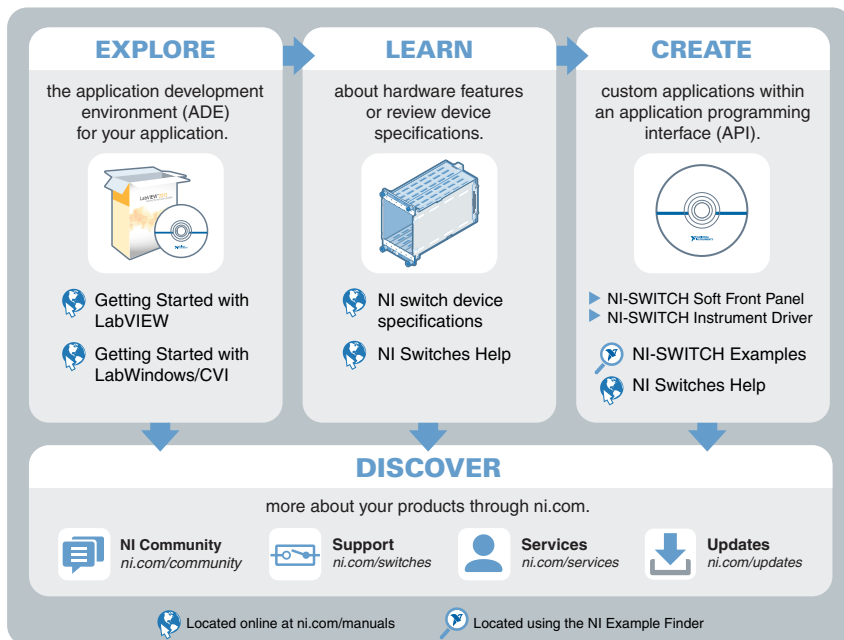 EXPLORE
the application development
environment (ADE)
for your application.
LabVIEW
Getting Started with
LabVIEW
Getting Started with
LabWindows/CVI
LEARN
about hardware features
or review device
specifications.
NI switch device
specifications
NI Switches Help
CREATE
custom applications within
an application programming
interface (API).
NI-SWITCH Soft Front Panel
NI-SWITCH Instrument Driver
NI-SWITCH Examples
NI Switches Help
DISCOVER
more about your products through ni.com.
NI Community
ni.com/community
Support
ni.com/switches
Services
ni.com/services
Updates
ni.com/updates
Located online at ni.com/manuals
Located using the NI Example Finder